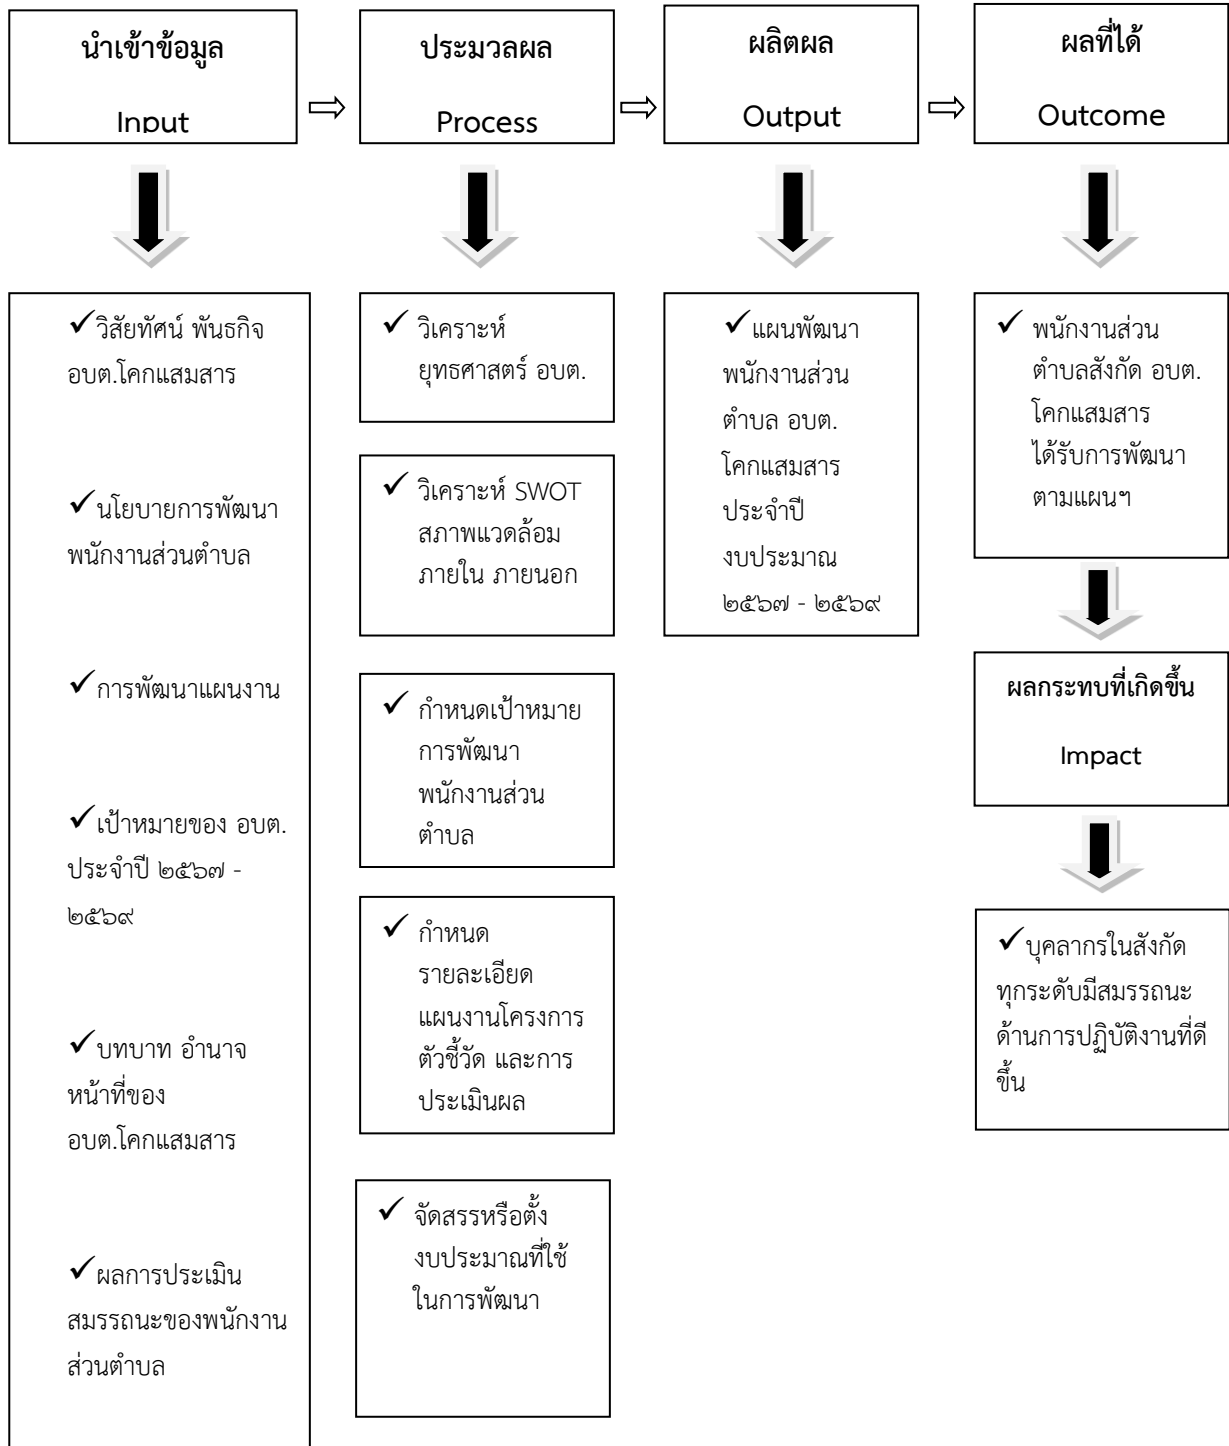 นำเข้าข้อมูล
Input
ประมวลผล
Process
ผลิตผล
Output
ผลที่ได้
Outcome
✓วิสัยทัศน์ พันธกิจ
อบต.โคกแสมสาร
✓นโยบายการพัฒนา
พนักงานส่วนตำบล
✓การพัฒนาแผนงาน
✓เป้าหมายของ อบต.
ประจำปี ๒๕๖๗ -
๒๕๖๙
✓บทบาท อำนาจ
หน้าที่ของ
อบต.โคกแสมสาร
✓ผลการประเมิน
สมรรถนะของพนักงาน
ส่วนตำบล
✓ วิเคราะห์
ยุทธศาสตร์ อบต.
✓ วิเคราะห์ SWOT
สภาพแวดล้อม
ภายใน ภายนอก
✓ กำหนดเป้าหมาย
การพัฒนา
พนักงานส่วน
ตำบล
✓ กำหนด
รายละเอียด
แผนงานโครงการ
ตัวชี้วัด และการ
ประเมินผล
✓ จัดสรรหรือตั้ง
งบประมาณที่ใช้
ในการพัฒนา
✓แผนพัฒนา
พนักงานส่วน
ตำบล อบต.
โคกแสมสาร
ประจำปี
งบประมาณ
๒๕๖๗ - ๒๕๖๙
✓ พนักงานส่วน
ตำบลสังกัด อบต.
โคกแสมสาร
ได้รับการพัฒนา
ตามแผนฯ
ผลกระทบที่เกิดขึ้น
Impact
✓บุคลากรในสังกัด
ทุกระดับมีสมรรถนะ
ด้านการปฏิบัติงานที่ดี
ขึ้น